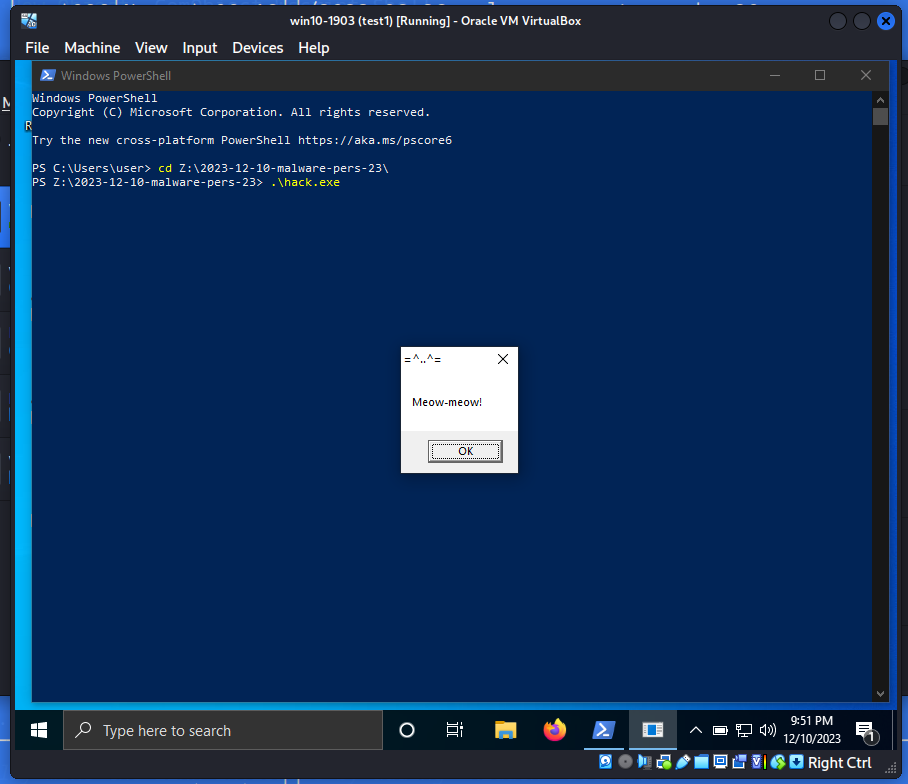 win10-1903 (test1) [Running] - Oracle VM VirtualBox
File Machine View Input Devices Help
Windows PowerShell
Windows PowerShell
Copyright (C) Microsoft Corporation. All rights reserved.
Try the new cross-platform PowerShell https://aka.ms/pscore6
PS C:\Users\user> cd Z:\2023-12-10-malware-pers-23\
PS Z:\2023-12-10-malware-pers-23> .\hack.exe
=^..^=
Meow-meow!
OK
Type here to search
9:51 PM
12/10/2023
1
Right Ctrl